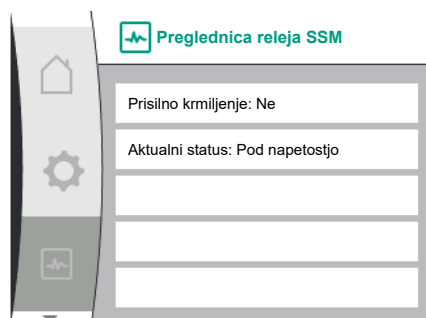 Preglednica releja SSM
Prisilno krmiljenje: Ne
Aktualni status: Pod napetostjo